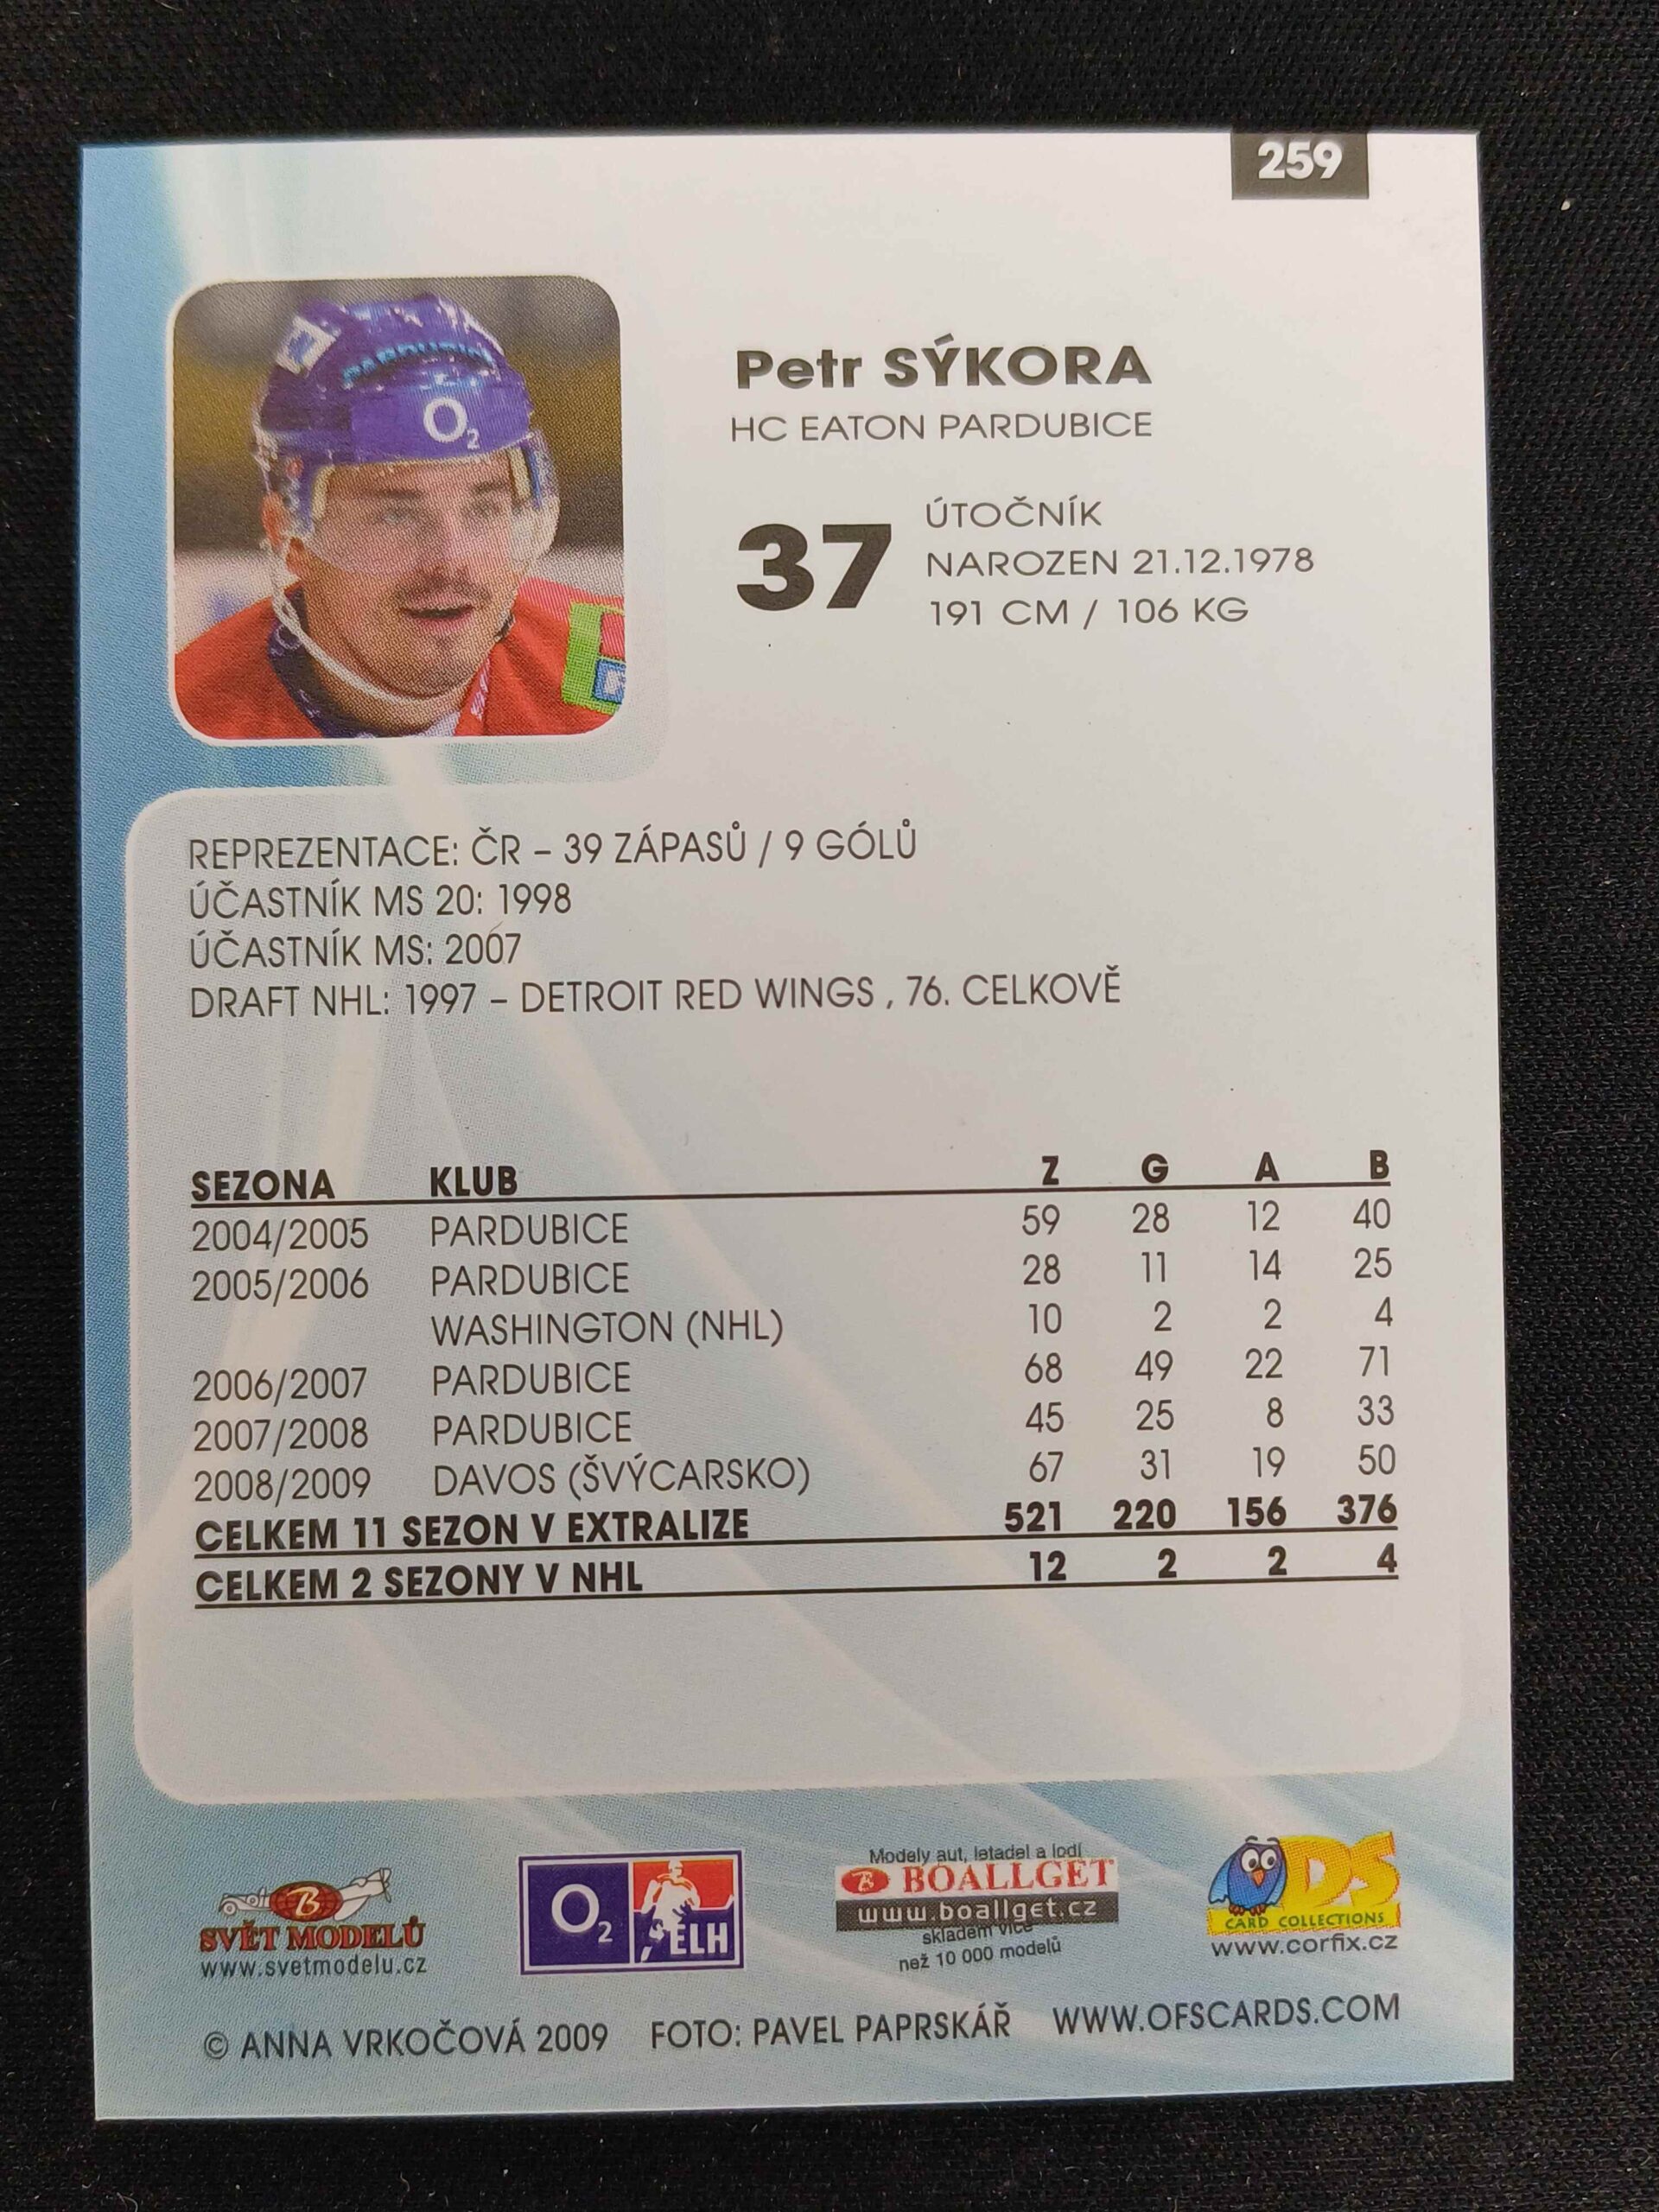 259
PARDUBICE
O2
Petr SÝKORA
HC EATON PARDUBICE
37
ÚTOČNÍK
NAROZEN 21.12.1978
191 CM / 106 KG
REPREZENTACE: ČR – 39 ZÁPASŮ / 9 GÓLŮ
ÚČASTNÍK MS 20: 1998
ÚČASTNÍK MS: 2007
DRAFT NHL: 1997 – DETROIT RED WINGS , 76. CELKOVĚ
SEZONA KLUB Z G A B
2004/2005 PARDUBICE 59 28 12 40
2005/2006 PARDUBICE 28 11 14 25
WASHINGTON (NHL) 10 2 2 4
2006/2007 PARDUBICE 68 49 22 71
2007/2008 PARDUBICE 45 25 8 33
2008/2009 DAVOS (ŠVÝCARSKO) 67 31 19 50
CELKEM 11 SEZON V EXTRALIZE 521 220 156 376
CELKEM 2 SEZONY V NHL 12 2 2 4
B
SVĚT MODELŮ
www.svetmodelu.cz
O2 ELH
Modely aut, letadel a lodí
B BOALLGET
www.boallget.cz
skladem více
než 10 000 modelů
DS
CARD COLLECTIONS
www.corfix.cz
© ANNA VRKOČOVÁ 2009 FOTO: PAVEL PAPRSKÁŘ WWW.OFSCARDS.COM